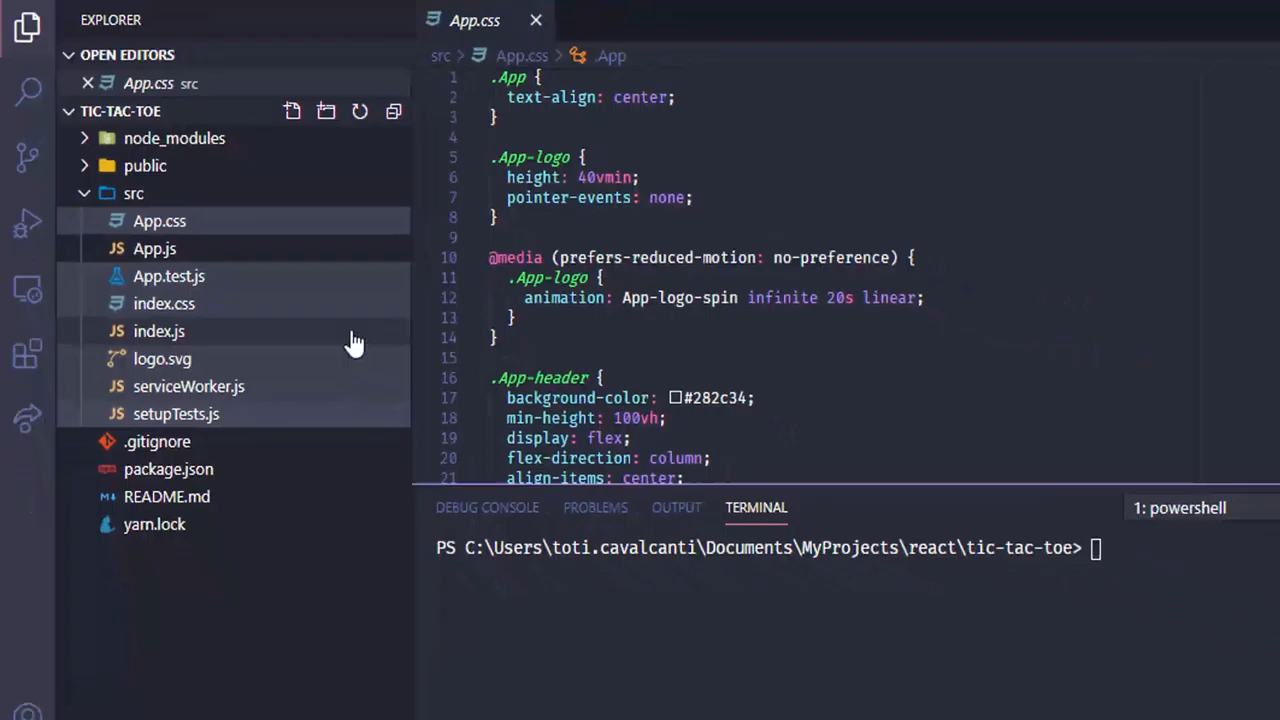 EXPLORER
OPEN EDITORS
App.css src
TIC-TAC-TOE
node_modules
public
src
App.css
App.js
App.test.js
index.css
index.js
logo.svg
serviceWorker.js
setupTests.js
.gitignore
package.json
README.md
yarn.lock
App.css
src > App.css > .App
1 .App {
2 text-align: center;
3 }
4
5 .App-logo {
6 height: 40vmin;
7 pointer-events: none;
8 }
9
10 @media (prefers-reduced-motion: no-preference) {
11 .App-logo {
12 animation: App-logo-spin infinite 20s linear;
13 }
14 }
15
16 .App-header {
17 background-color: #282c34;
18 min-height: 100vh;
19 display: flex;
20 flex-direction: column;
21 align-items: center;
DEBUG CONSOLE PROBLEMS OUTPUT TERMINAL 1: powershell
PS C:\Users\toti.cavalcanti\Documents\MyProjects\react\tic-tac-toe>